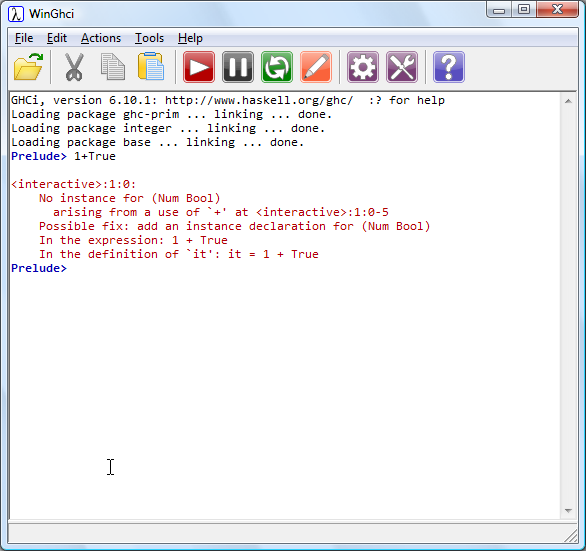 WinGhci
File Edit Actions Tools Help
GHCi, version 6.10.1: http://www.haskell.org/ghc/  :? for help
Loading package ghc-prim ... linking ... done.
Loading package integer ... linking ... done.
Loading package base ... linking ... done.
Prelude> 1+True
<interactive>:1:0:
    No instance for (Num Bool)
      arising from a use of `+' at <interactive>:1:0-5
    Possible fix: add an instance declaration for (Num Bool)
    In the expression: 1 + True
    In the definition of `it': it = 1 + True
Prelude>